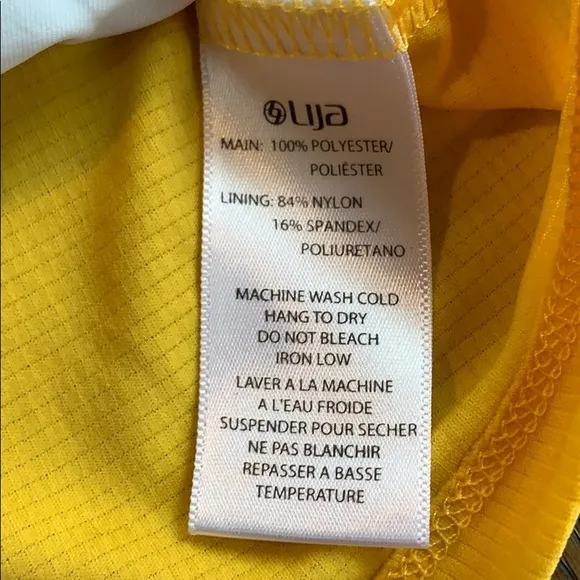 Lija
MAIN: 100% POLYESTER/
POLIÉSTER
LINING: 84% NYLON
16% SPANDEX/
POLIURETANO
MACHINE WASH COLD
HANG TO DRY
DO NOT BLEACH
IRON LOW
LAVER A LA MACHINE
A L'EAU FROIDE
SUSPENDER POUR SECHER
NE PAS BLANCHIR
REPASSER A BASSE
TEMPERATURE